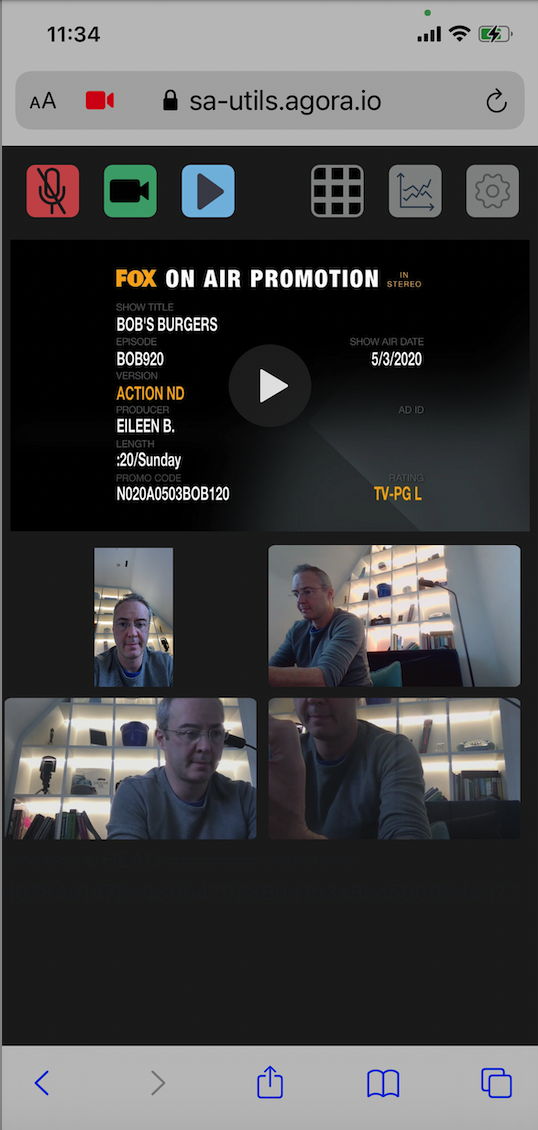 11:34
AA
sa-utils.agora.io
FOX ON AIR PROMOTION IN STEREO
SHOW TITLE
BOB'S BURGERS
EPISODE SHOW AIR DATE
BOB920 5/3/2020
VERSION
ACTION ND
PRODUCER AD ID
EILEEN B.
LENGTH
:20/Sunday
PROMO CODE RATING
N020A0503BOB120 TV-PG L